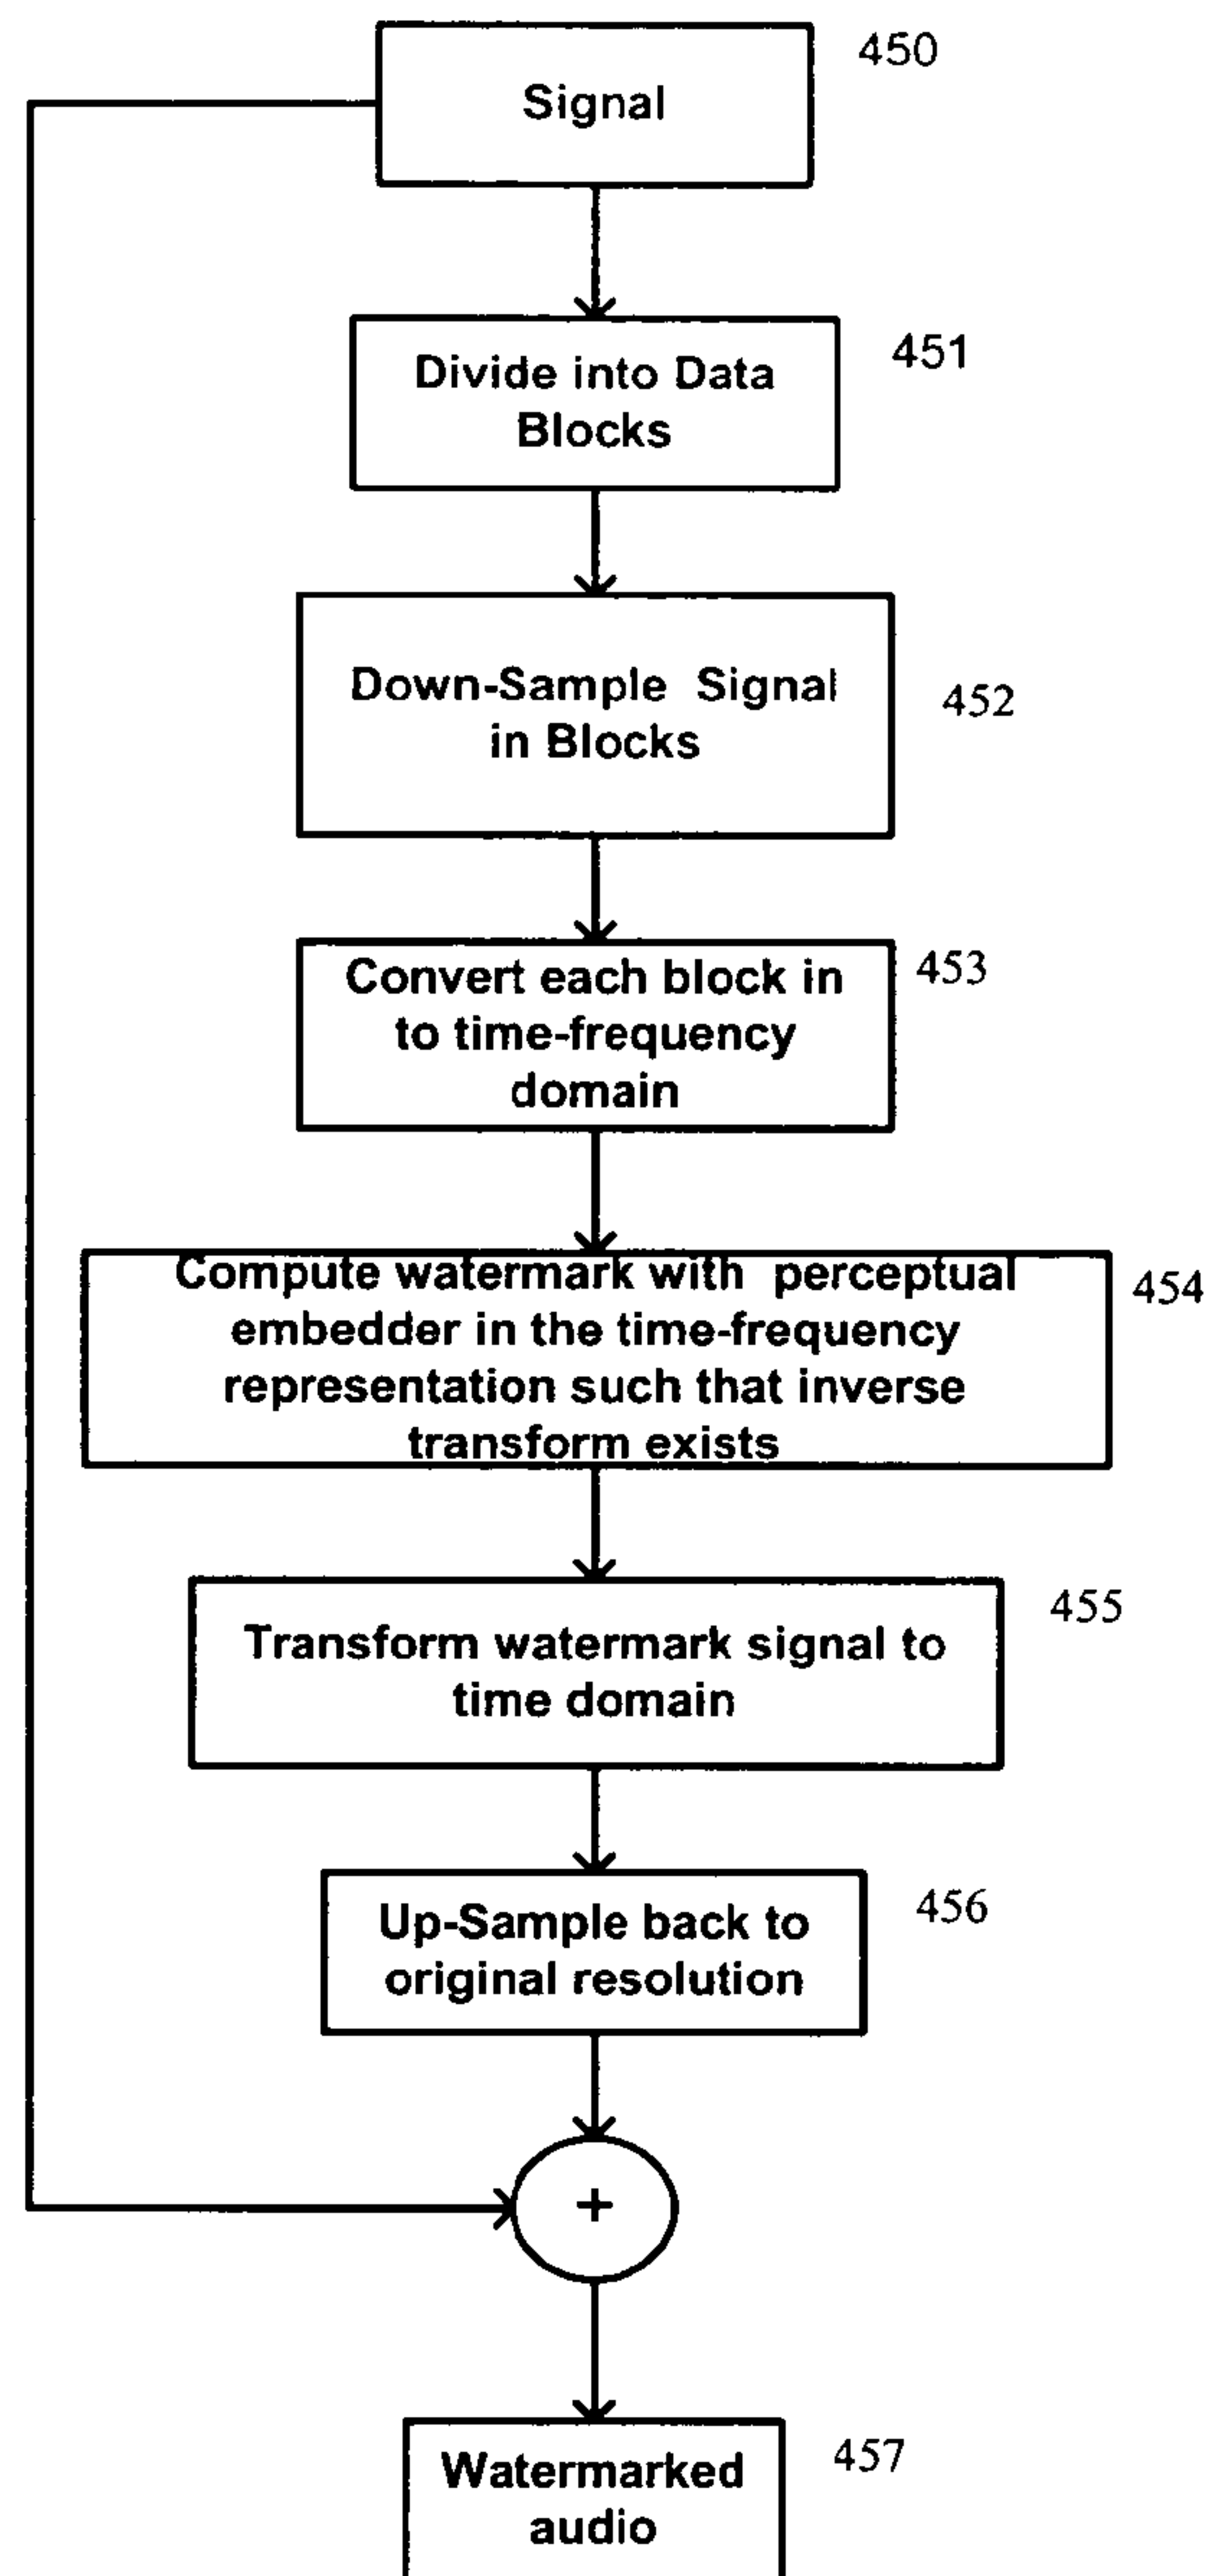 450
Signal
451
Divide into Data
Blocks
452
Down-Sample Signal
in Blocks
453
Convert each block in
to time-frequency
domain
454
Compute watermark with perceptual
embedder in the time-frequency
representation such that inverse
transform exists
455
Transform watermark signal to
time domain
456
Up-Sample back to
original resolution
+
457
Watermarked
audio